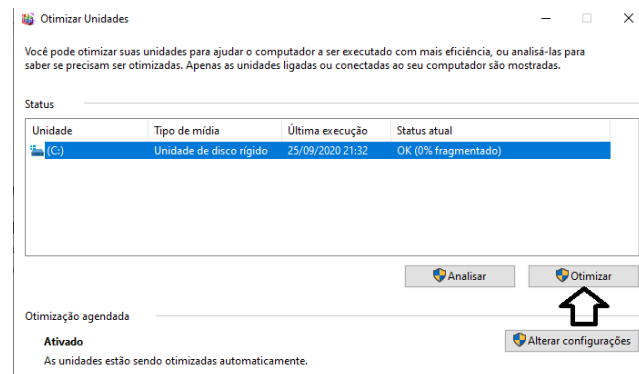 Otimizar Unidades
Você pode otimizar suas unidades para ajudar o computador a ser executado com mais eficiência, ou analisá-las para
saber se precisam ser otimizadas. Apenas as unidades ligadas ou conectadas ao seu computador são mostradas.
Status
Unidade Tipo de mídia Última execução Status atual
(C:) Unidade de disco rígido 25/09/2020 21:32 OK (0% fragmentado)
Analisar Otimizar
Otimização agendada
Ativado Alterar configurações
As unidades estão sendo otimizadas automaticamente.